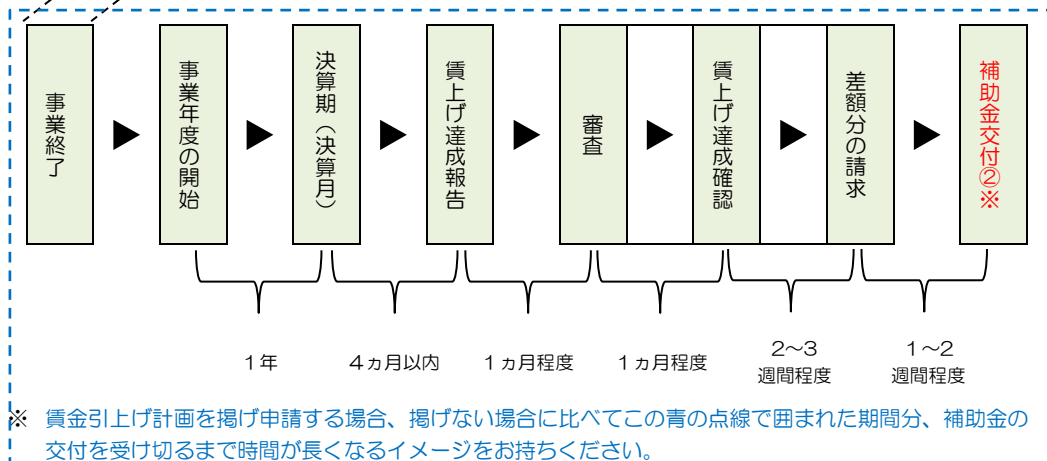 事業終了
事業年度の開始
決算期（決算月）
賃上げ達成報告
審査
賃上げ達成確認
差額分の請求
補助金交付②※
１年
４ヵ月以内
１ヵ月程度
１ヵ月程度
２～３
週間程度
１～２
週間程度
※ 賃金引上げ計画を掲げ申請する場合、掲げない場合に比べてこの青の点線で囲まれた期間分、補助金の
交付を受け切るまで時間が長くなるイメージをお持ちください。